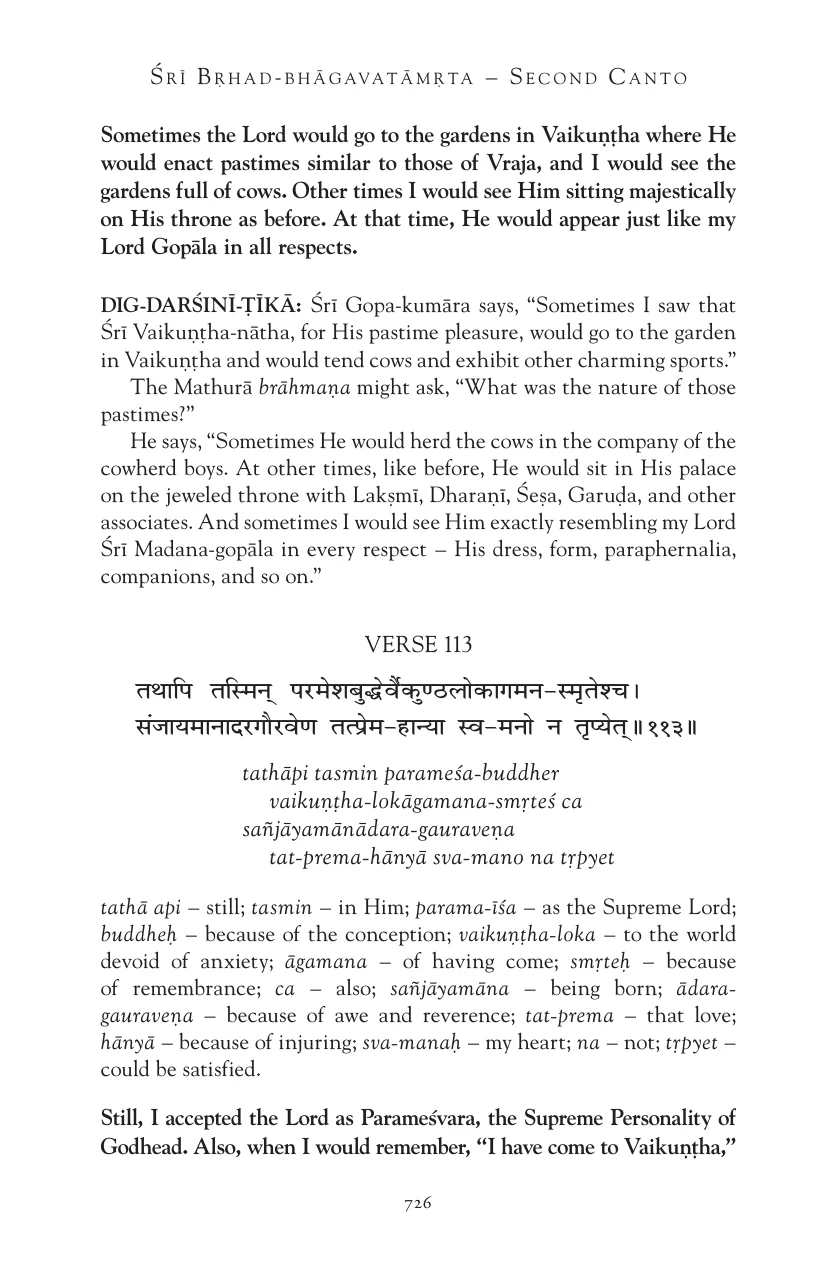 Śrī Bṛhad-bhāgavatāmṛta – Second Canto
Sometimes the Lord would go to the gardens in Vaikuṇṭha where He
would enact pastimes similar to those of Vraja, and I would see the
gardens full of cows. Other times I would see Him sitting majestically
on His throne as before. At that time, He would appear just like my
Lord Gopāla in all respects.
DIG-DARŚINĪ-ṬĪKĀ: Śrī Gopa-kumāra says, “Sometimes I saw that
Śrī Vaikuṇṭha-nātha, for His pastime pleasure, would go to the garden
in Vaikuṇṭha and would tend cows and exhibit other charming sports.”
The Mathurā brāhmaṇa might ask, “What was the nature of those
pastimes?”
He says, “Sometimes He would herd the cows in the company of the
cowherd boys. At other times, like before, He would sit in His palace
on the jeweled throne with Lakṣmī, Dharaṇī, Śeṣa, Garuḍa, and other
associates. And sometimes I would see Him exactly resembling my Lord
Śrī Madana-gopāla in every respect – His dress, form, paraphernalia,
companions, and so on.”
VERSE 113
तथापि तस्मिन् परमेशबुद्धेर्वैकुण्ठलोकागमन-स्मृतेश्च।
संजायमानादरगौरवेण तत्प्रेम-हान्या स्व-मनो न तृप्येत्॥११३॥
tathāpi tasmin parameśa-buddher
vaikuṇṭha-lokāgamana-smṛteś ca
sañjāyamānādara-gauraveṇa
tat-prema-hānyā sva-mano na tṛpyet
tathā api – still; tasmin – in Him; parama-īśa – as the Supreme Lord;
buddheḥ – because of the conception; vaikuṇṭha-loka – to the world
devoid of anxiety; āgamana – of having come; smṛteḥ – because
of remembrance; ca – also; sañjāyamāna – being born; ādara-
gauraveṇa – because of awe and reverence; tat-prema – that love;
hānyā – because of injuring; sva-manaḥ – my heart; na – not; tṛpyet –
could be satisfied.
Still, I accepted the Lord as Parameśvara, the Supreme Personality of
Godhead. Also, when I would remember, “I have come to Vaikuṇṭha,”
726